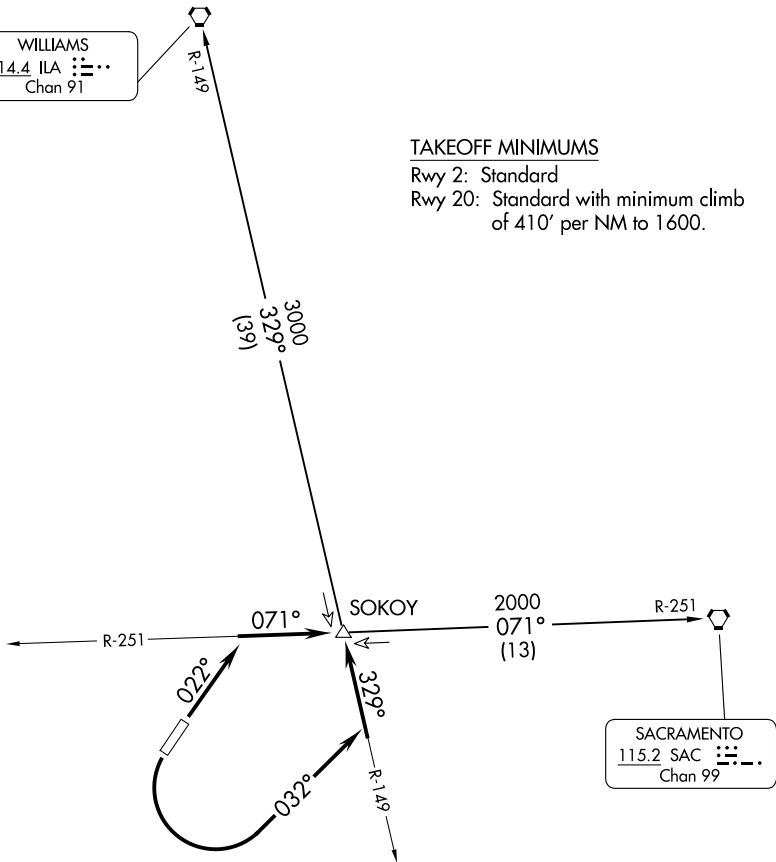 WILLIAMS
14.4 ILA
Chan 91
R-149
TAKEOFF MINIMUMS
Rwy 2: Standard
Rwy 20: Standard with minimum climb
of 410' per NM to 1600.
3000
329°
(39)
SOKOY
071°
R-251
2000
071°
(13)
R-251
022°
329°
032°
R-149
SACRAMENTO
115.2 SAC
Chan 99